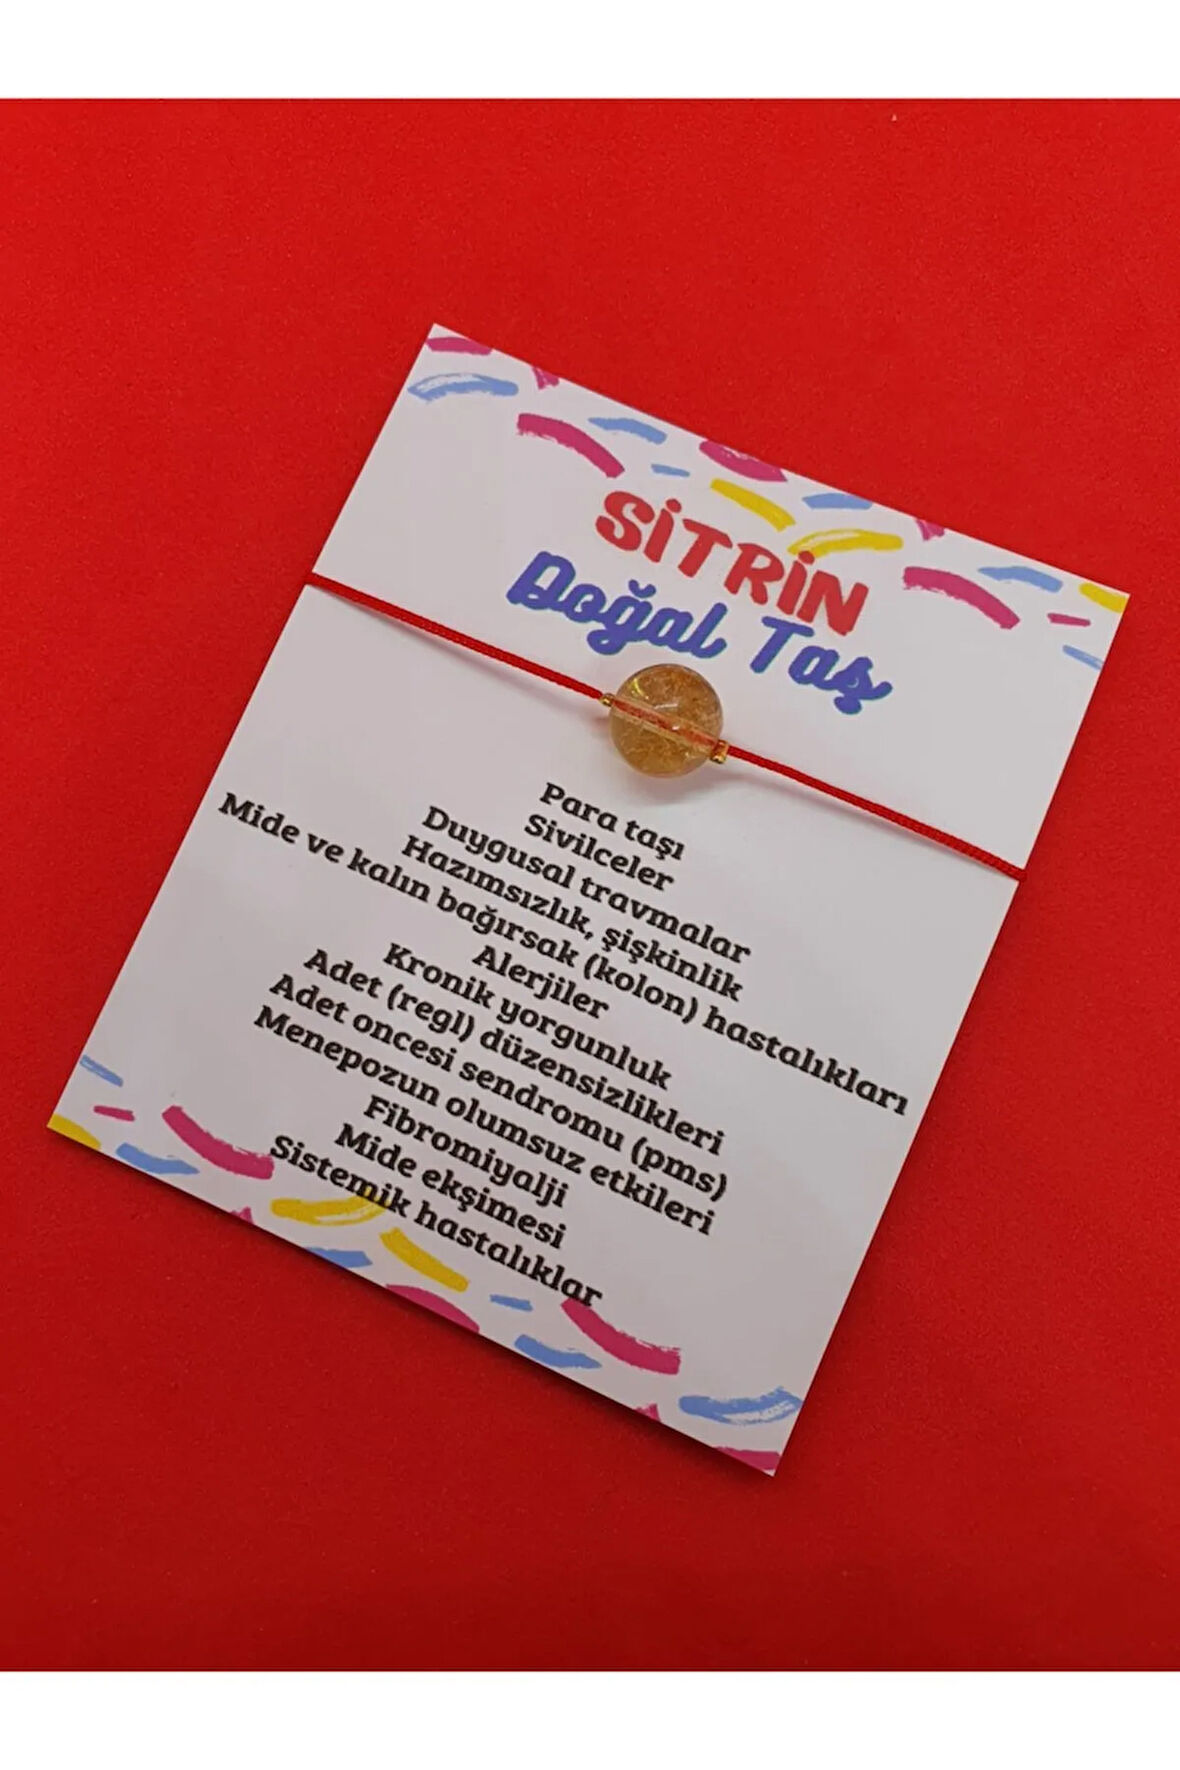 SİTRİN
Doğal Taş
Para taşı
Sivilceler
Duygusal travmalar
Hazımsızlık, şişkinlik
Mide ve kalın bağırsak (kolon) hastalıkları
Alerjiler
Kronik yorgunluk
Adet (regl) düzensizlikleri
Adet oncesi sendromu (pms)
Menepozun olumsuz etkileri
Fibromiyalji
Mide ekşimesi
Sistemik hastalıklar